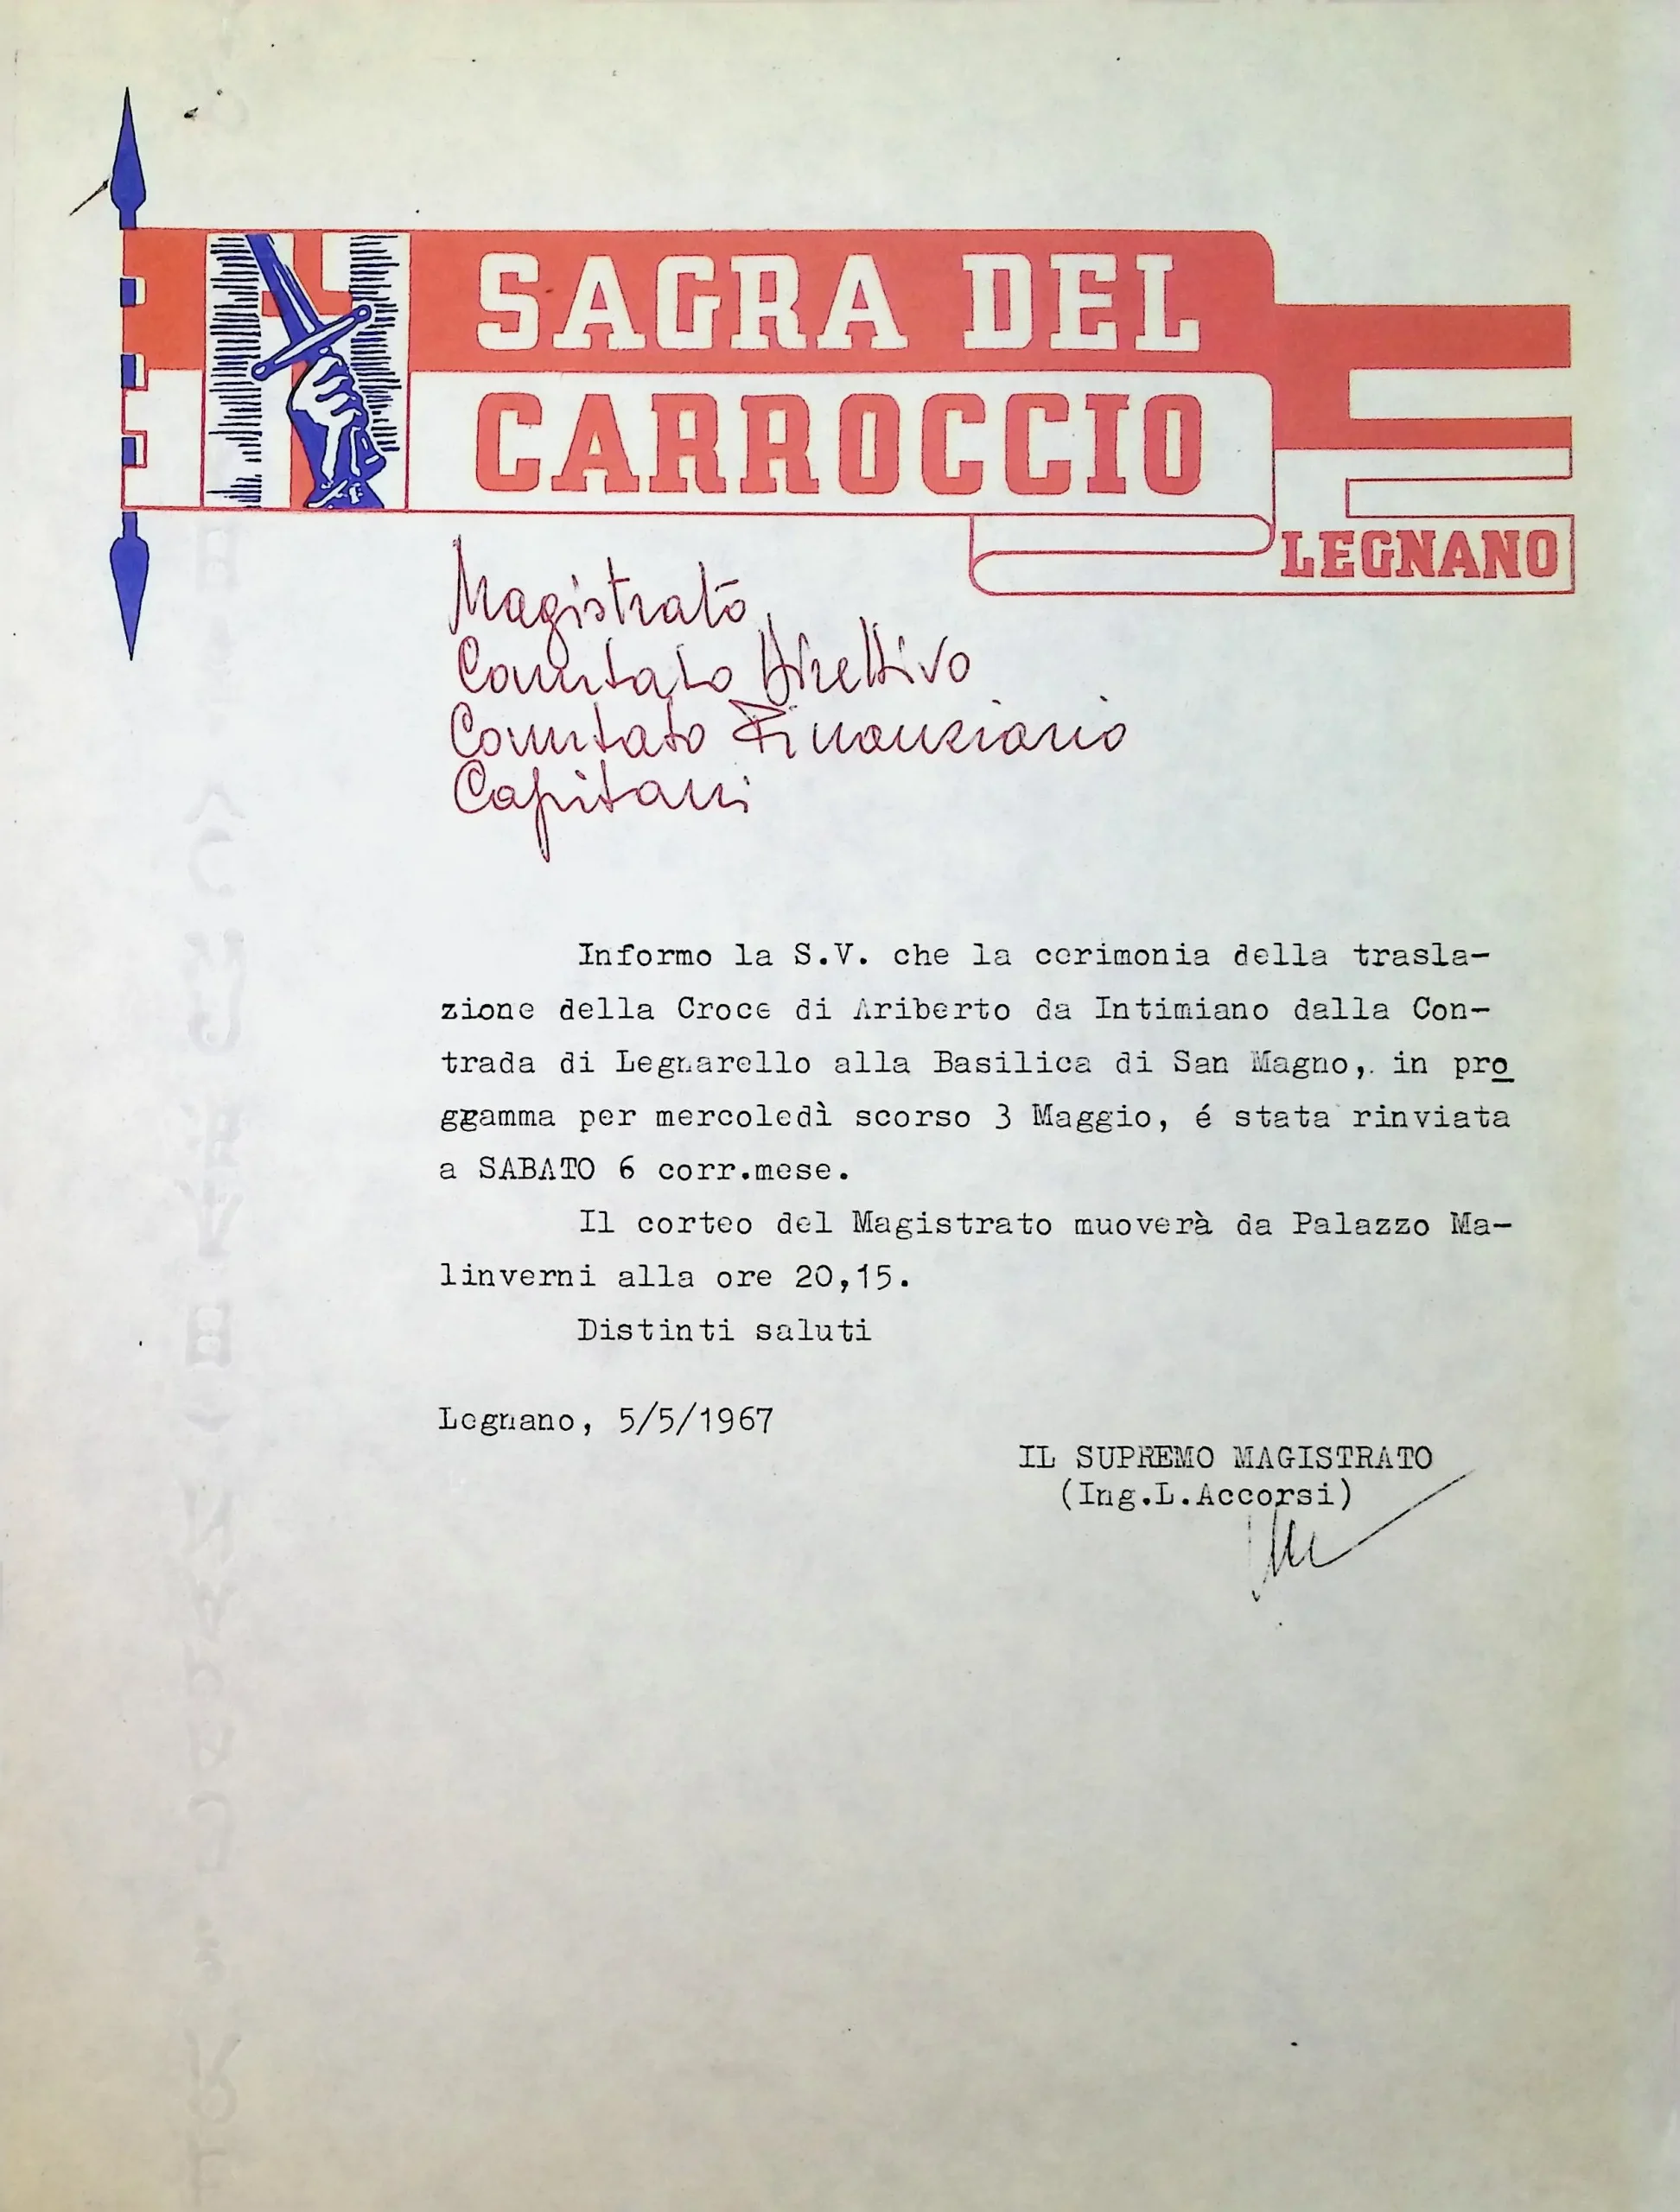 SAGRA DEL
CARROCCIO
LEGNANO
Magistrato
Comitato Direttivo
Comitato Finanziario
Capitani
Informo la S.V. che la cerimonia della trasla-
zione della Croce di Ariberto da Intimiano dalla Con-
trada di Legnarello alla Basilica di San Magno, in pro
ggamma per mercoledì scorso 3 Maggio, é stata rinviata
a SABATO 6 corr.mese.
Il corteo del Magistrato muoverà da Palazzo Ma-
linverni alla ore 20,15.
Distinti saluti
Legnano, 5/5/1967
IL SUPREMO MAGISTRATO
(Ing.L.Accorsi)